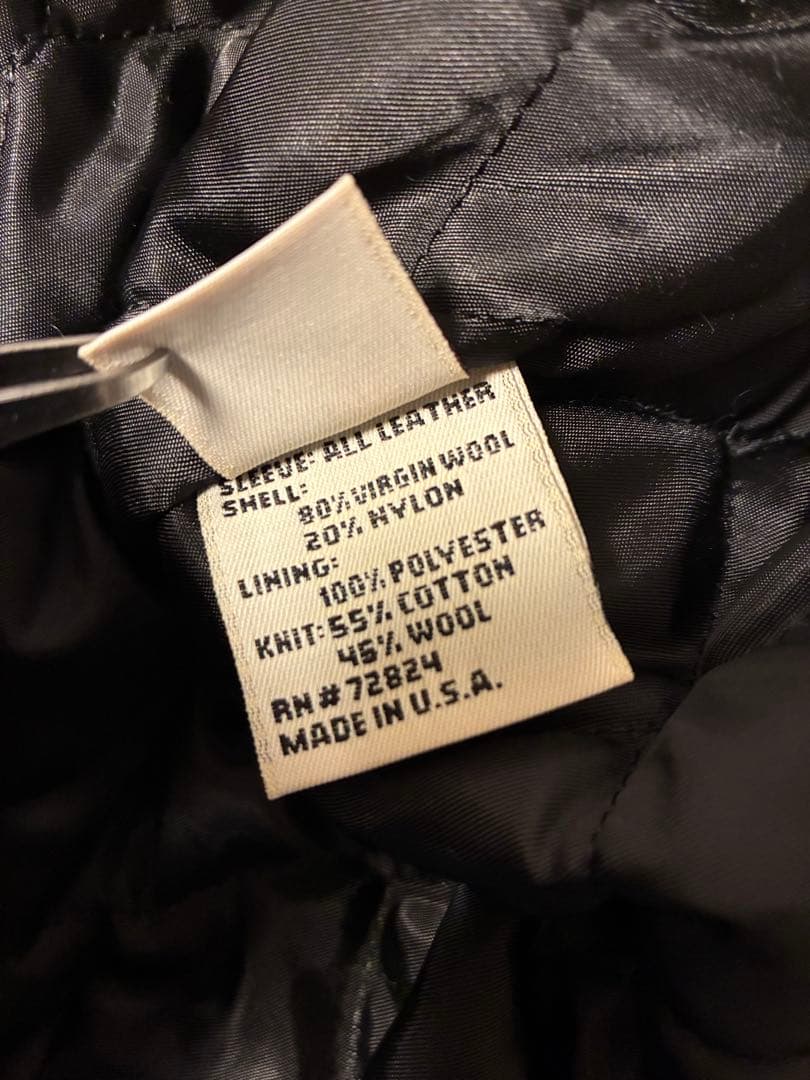 SLEEVE: ALL LEATHER
SHELL:
80% VIRGIN WOOL
20% NYLON
LINING:
100% POLYESTER
KNIT: 55% COTTON
45% WOOL
RN# 72824
MADE IN U.S.A.